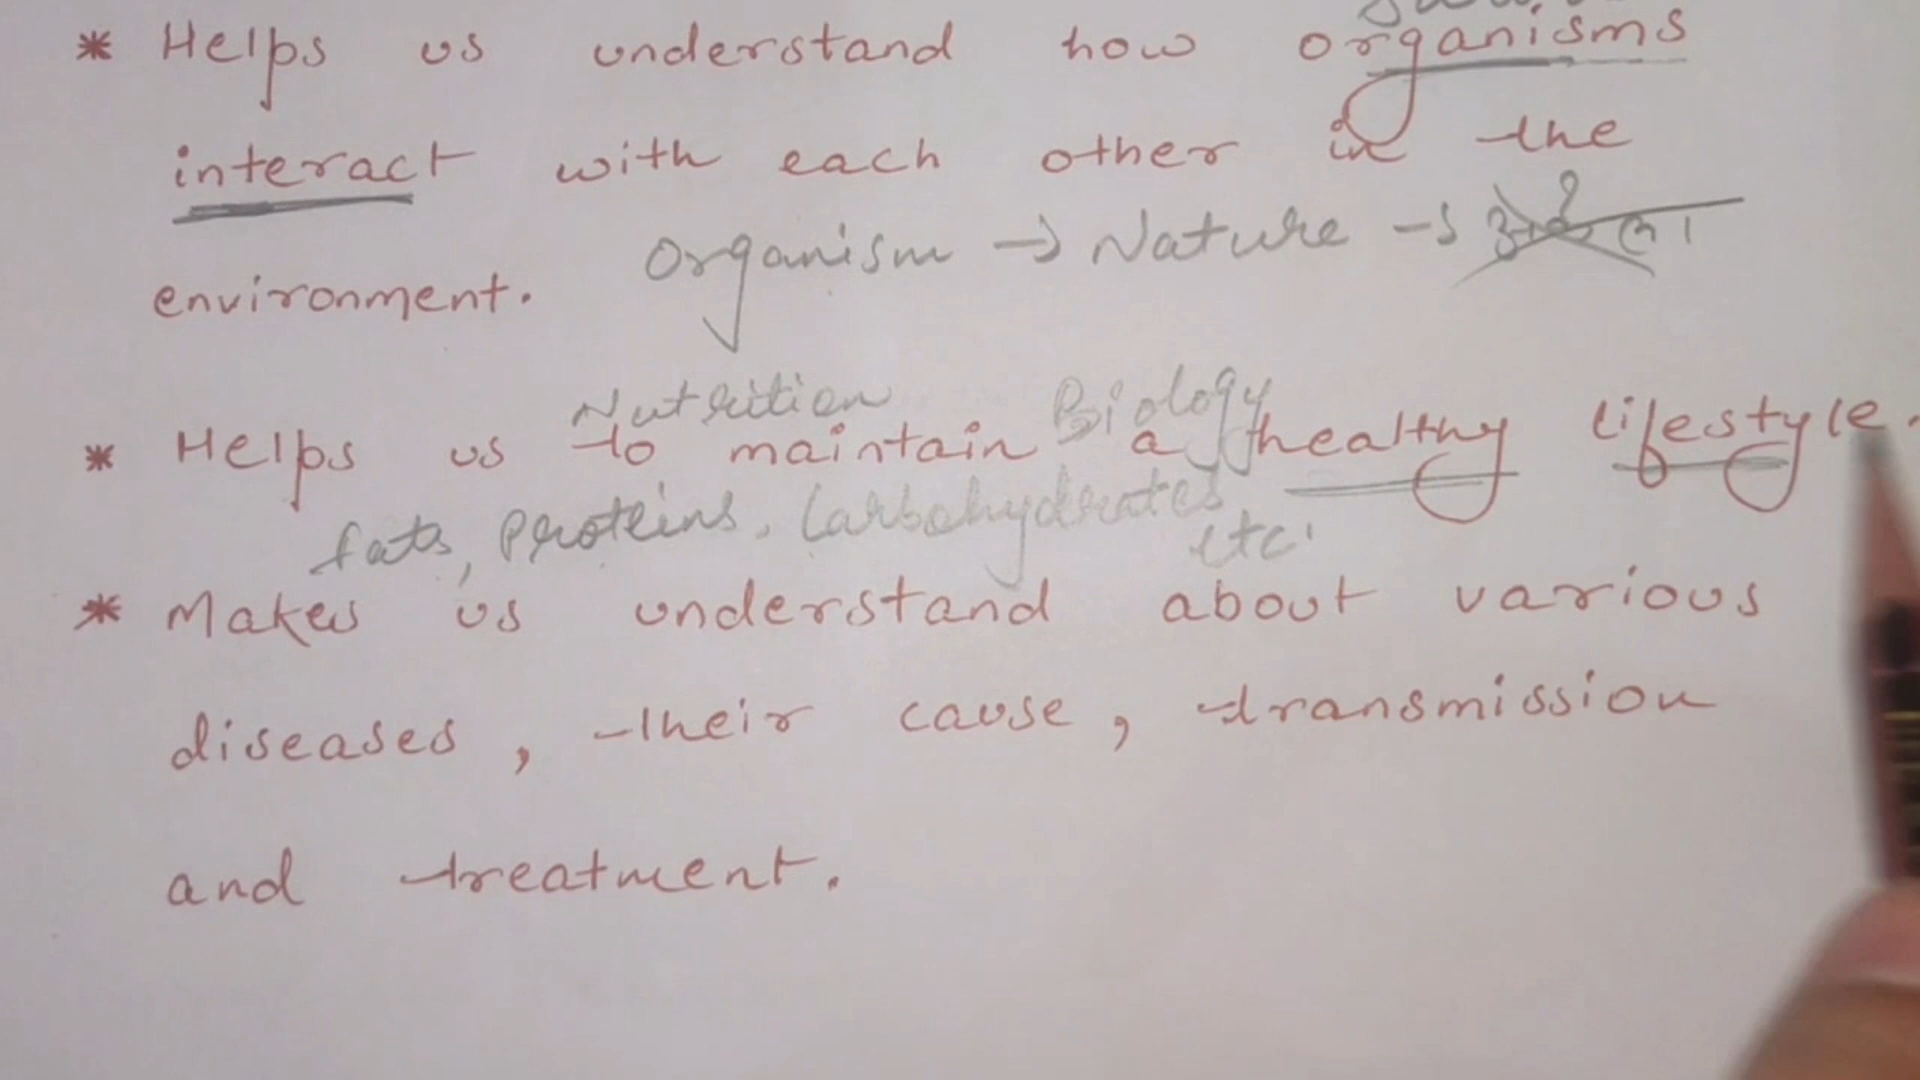 * Helps us understand how organisms
interact with each other in the
Organism → Nature →
environment.
Nutrition Biology
* Helps us to maintain a healthy lifestyle.
fats, Proteins, Carbohydrates
etc.
* Makes us understand about various
diseases, their cause, transmission
and treatment.